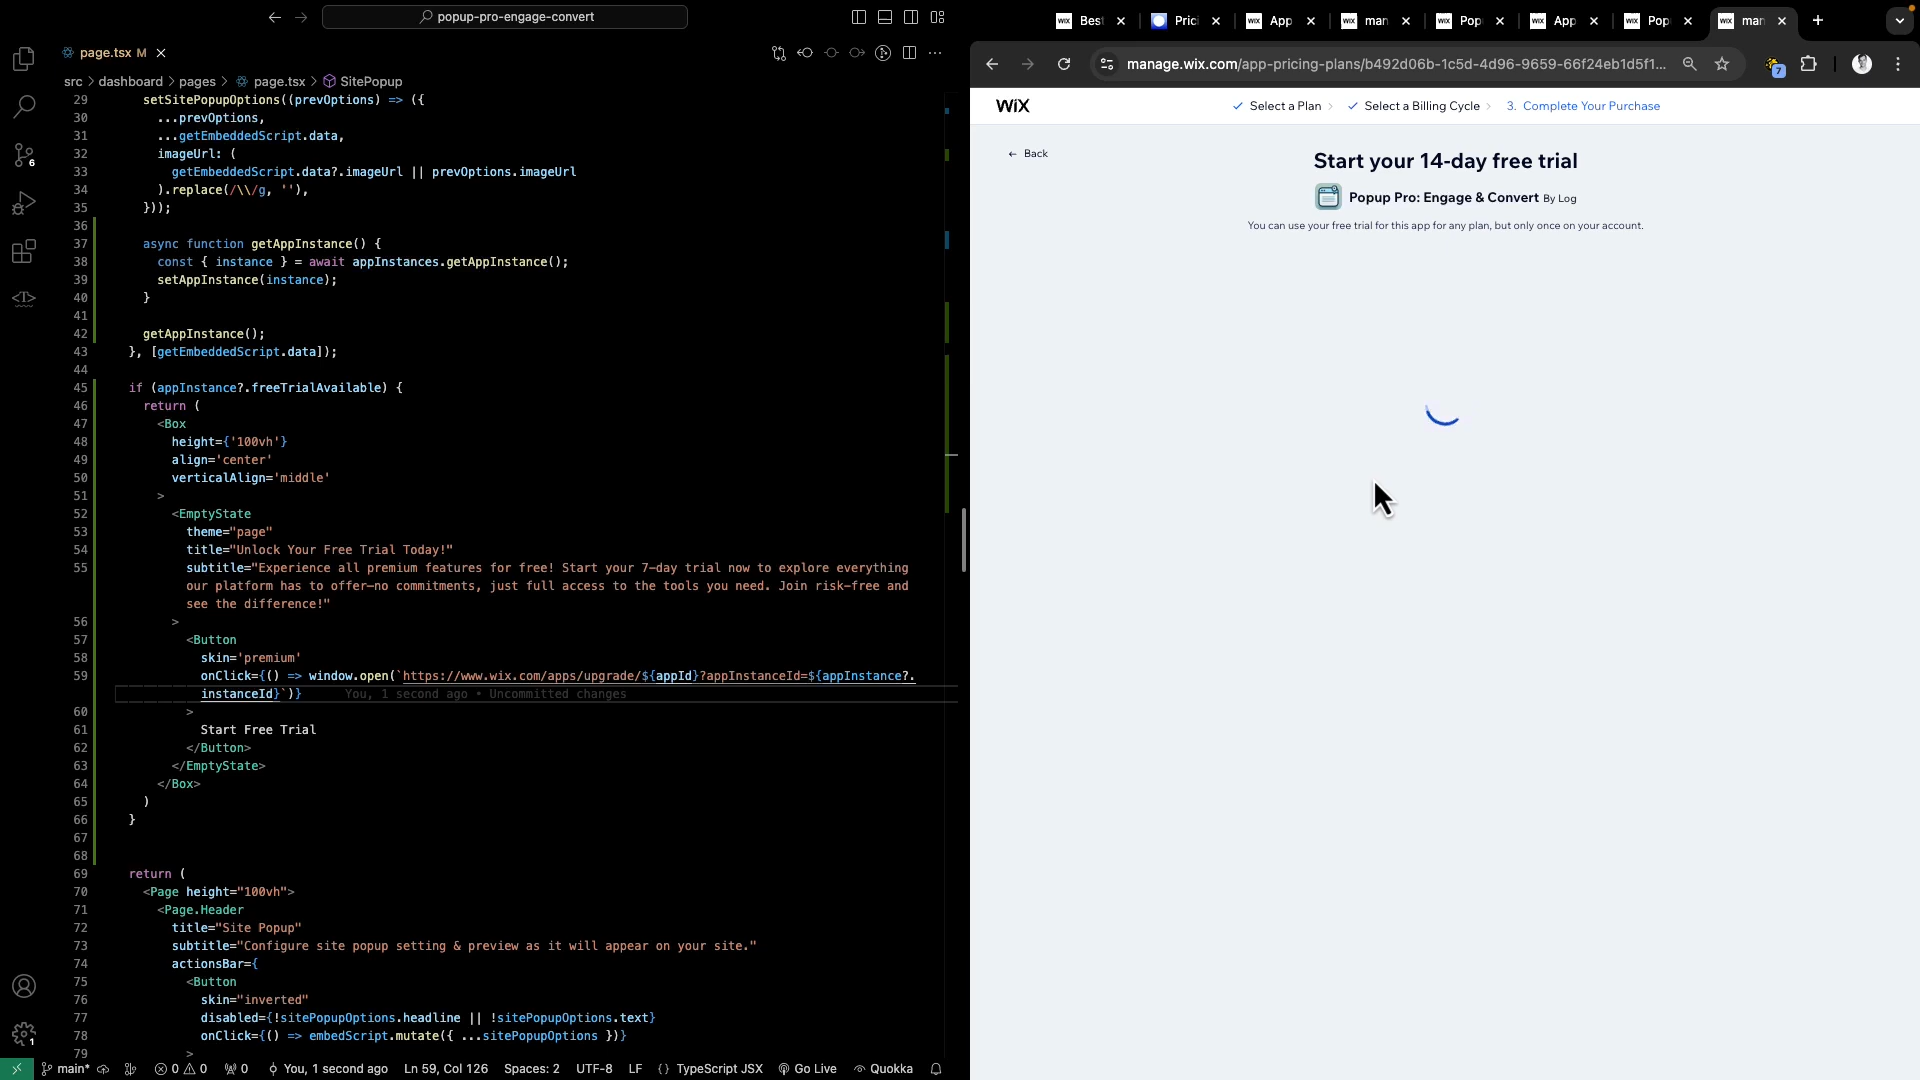 popup-pro-engage-convert
page.tsx M
src > dashboard > pages > page.tsx > SitePopup
29 setSitePopupOptions((prevOptions) => ({
30 ...prevOptions,
31 ...getEmbeddedScript.data,
32 imageUrl: (
33 getEmbeddedScript.data?.imageUrl || prevOptions.imageUrl
34 ).replace(/\\/g, ''),
35 }));
36
37 async function getAppInstance() {
38 const { instance } = await appInstances.getAppInstance();
39 setAppInstance(instance);
40 }
41
42 getAppInstance();
43 }, [getEmbeddedScript.data]);
44
45 if (appInstance?.freeTrialAvailable) {
46 return (
47 <Box
48 height={'100vh'}
49 align='center'
50 verticalAlign='middle'
51 >
52 <EmptyState
53 theme="page"
54 title="Unlock Your Free Trial Today!"
55 subtitle="Experience all premium features for free! Start your 7-day trial now to explore everything
our platform has to offer—no commitments, just full access to the tools you need. Join risk-free and
see the difference!"
56 >
57 <Button
58 skin='premium'
59 onClick={() => window.open(`https://www.wix.com/apps/upgrade/${appId}?appInstanceId=${appInstance?.
instanceId}`)} You, 1 second ago • Uncommitted changes
60 >
61 Start Free Trial
62 </Button>
63 </EmptyState>
64 </Box>
65 )
66 }
67
68
69 return (
70 <Page height="100vh">
71 <Page.Header
72 title="Site Popup"
73 subtitle="Configure site popup setting & preview as it will appear on your site."
74 actionsBar={
75 <Button
76 skin="inverted"
77 disabled={!sitePopupOptions.headline || !sitePopupOptions.text}
78 onClick={() => embedScript.mutate({ ...sitePopupOptions })}
79 >
6
1
main* 0 0 0 You, 1 second ago Ln 59, Col 126 Spaces: 2 UTF-8 LF {} TypeScript JSX Go Live Quokka
WiX Best WiX Prici WiX App WiX man WiX Pop WiX App WiX Pop WiX man
manage.wix.com/app-pricing-plans/b492d06b-1c5d-4d96-9659-66f24eb1d5f1...
7
WiX Select a Plan > Select a Billing Cycle > 3. Complete Your Purchase
← Back
Start your 14-day free trial
Popup Pro: Engage & Convert By Log
You can use your free trial for this app for any plan, but only once on your account.